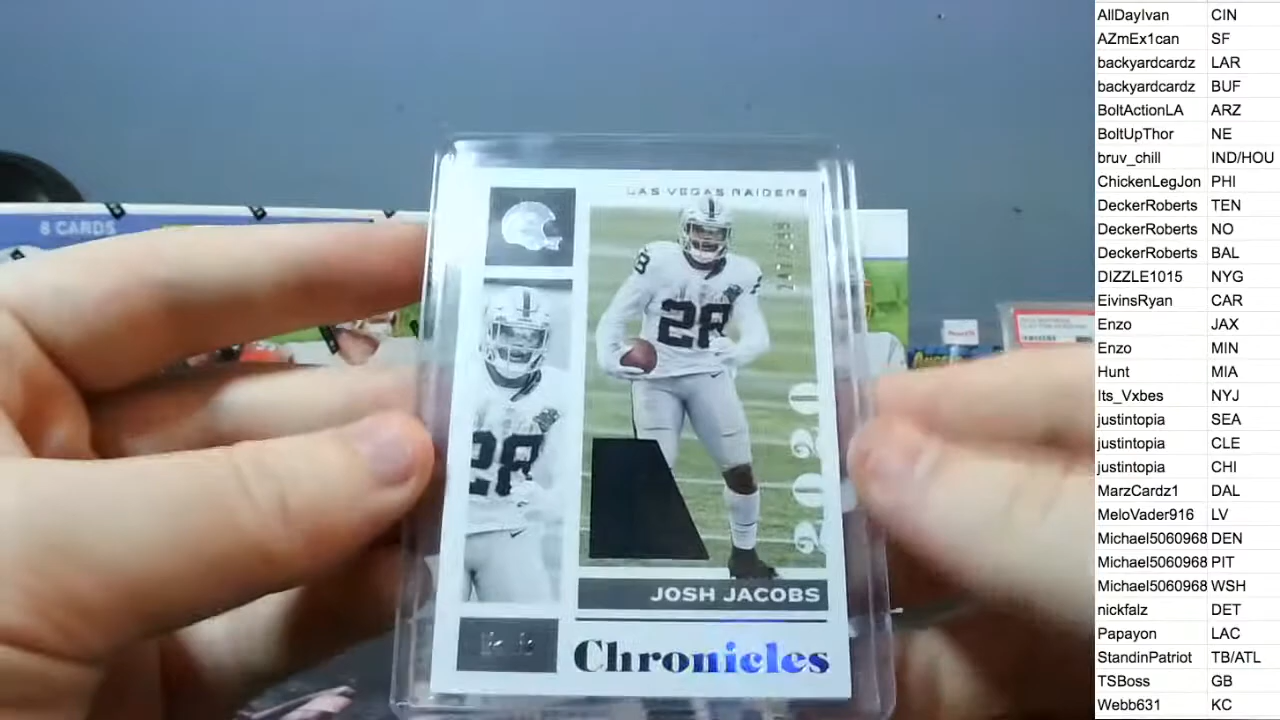 8 CARDS
LAS VEGAS RAIDERS
28
28
2020
JOSH JACOBS
Chronicles
AllDayIvan CIN
AZmEx1can SF
backyardcardz LAR
backyardcardz BUF
BoltActionLA ARZ
BoltUpThor NE
bruv_chill IND/HOU
ChickenLegJon PHI
DeckerRoberts TEN
DeckerRoberts NO
DeckerRoberts BAL
DIZZLE1015 NYG
EivinsRyan CAR
Enzo JAX
Enzo MIN
Hunt MIA
Its_Vxbes NYJ
justintopia SEA
justintopia CLE
justintopia CHI
MarzCardz1 DAL
MeloVader916 LV
Michael5060968 DEN
Michael5060968 PIT
Michael5060968 WSH
nickfalz DET
Papayon LAC
StandinPatriot TB/ATL
TSBoss GB
Webb631 KC